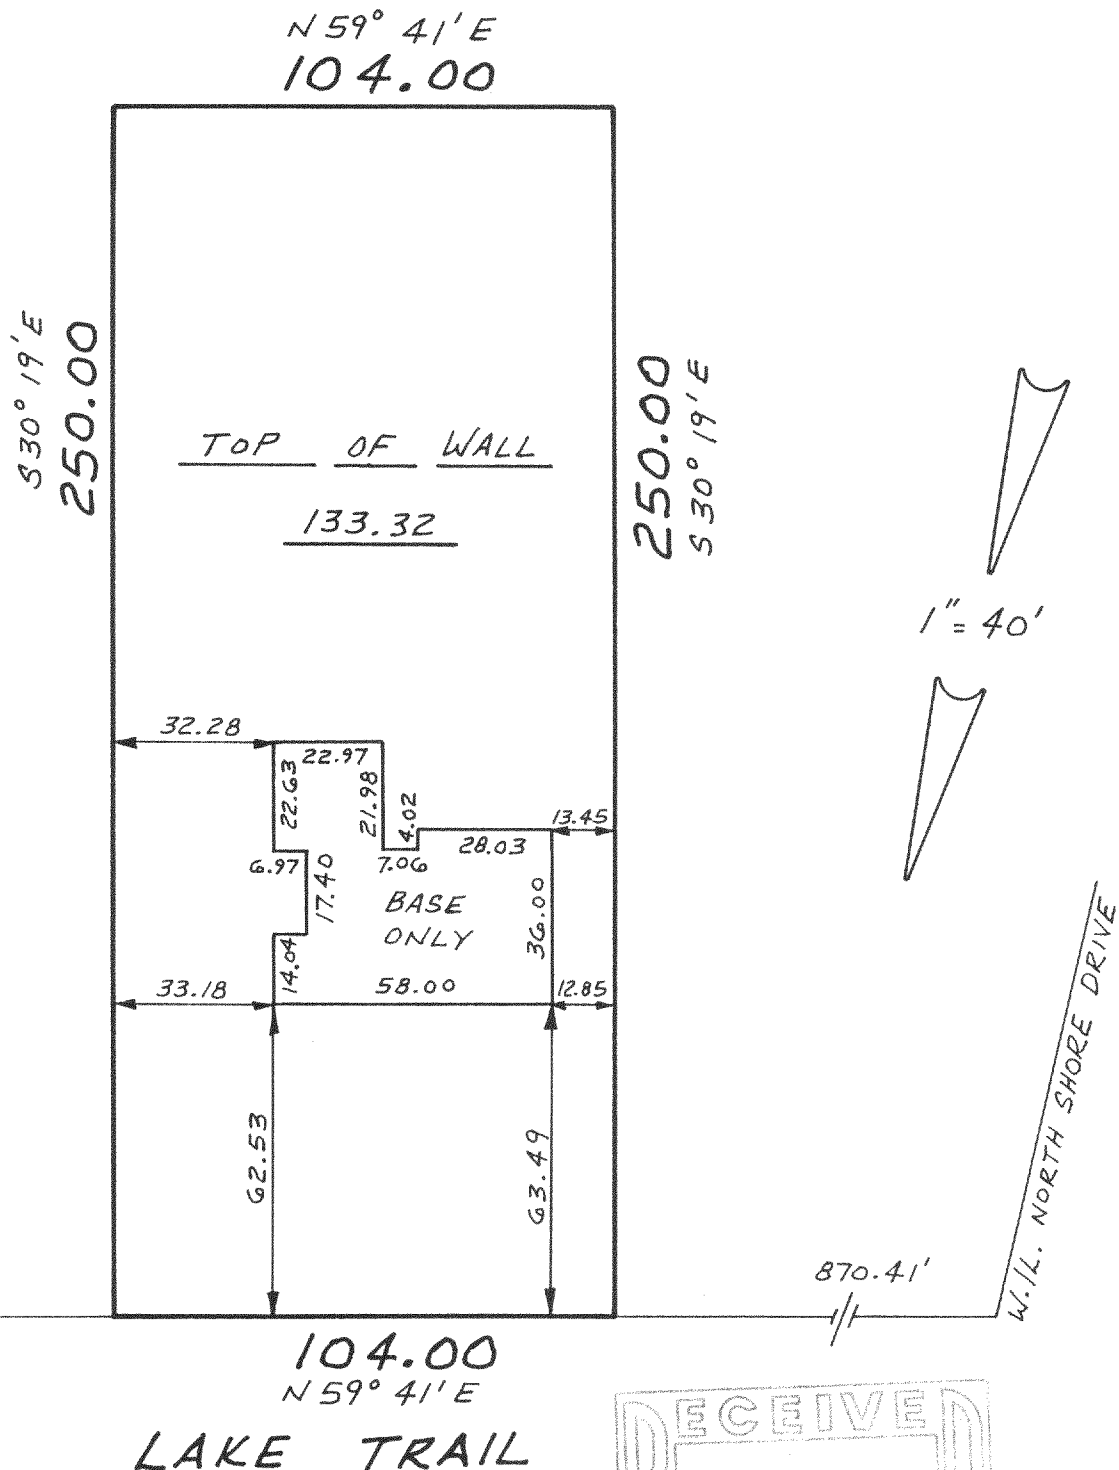 N 59° 41' E
104.00
S 30° 19' E
250.00
250.00
S 30° 19' E
TOP OF WALL
133.32
1" = 40'
32.28
22.97
22.63
21.98
4.02
13.45
28.03
6.97
7.06
17.40
BASE
ONLY
36.00
14.04
33.18
58.00
12.85
62.53
63.49
870.41'
W.I.L. NORTH SHORE DRIVE
104.00
N 59° 41' E
LAKE TRAIL
RECEIVED